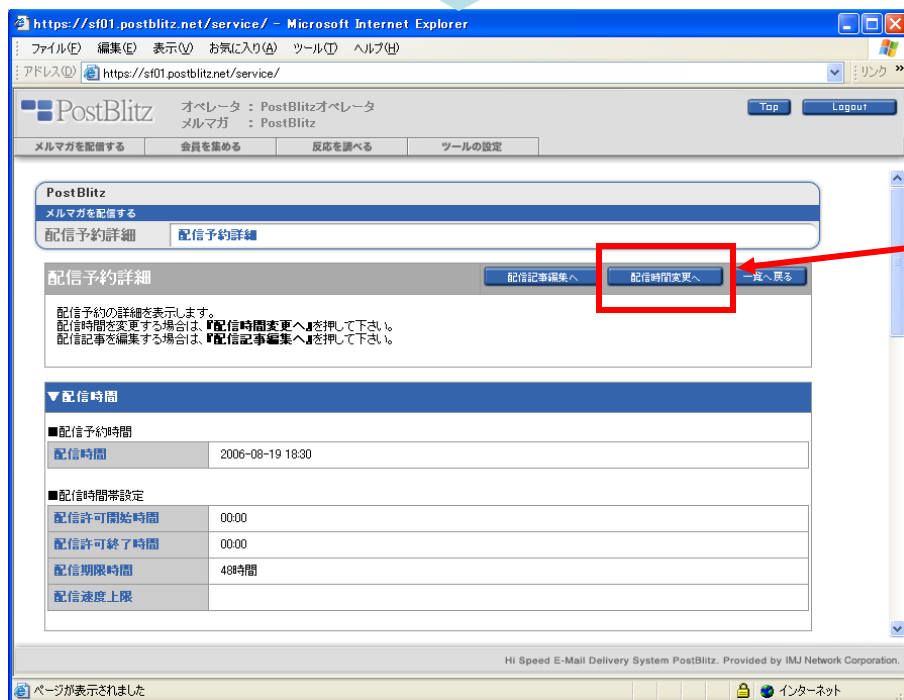 https://sf01.postblitz.net/service/ - Microsoft Internet Explorer
ファイル(F) 編集(E) 表示(V) お気に入り(A) ツール(T) ヘルプ(H)
アドレス(D) https://sf01.postblitz.net/service/ リンク »
PostBlitz オペレータ : PostBlitzオペレータ Top Logout
メルマガ : PostBlitz
メルマガを配信する 会員を集める 反応を調べる ツールの設定
PostBlitz
メルマガを配信する
配信予約詳細 配信予約詳細
配信予約詳細 配信記事編集へ 配信時間変更へ 一覧へ戻る
配信予約の詳細を表示します。
配信時間を変更する場合は、『配信時間変更へ』を押して下さい。
配信記事を編集する場合は、『配信記事編集へ』を押して下さい。
▼配信時間
■配信予約時間
配信時間 2006-08-19 18:30
■配信時間帯設定
配信許可開始時間 00:00
配信許可終了時間 00:00
配信期限時間 48時間
配信速度上限
Hi Speed E-Mail Delivery System PostBlitz. Provided by IMJ Network Corporation.
ページが表示されました インターネット